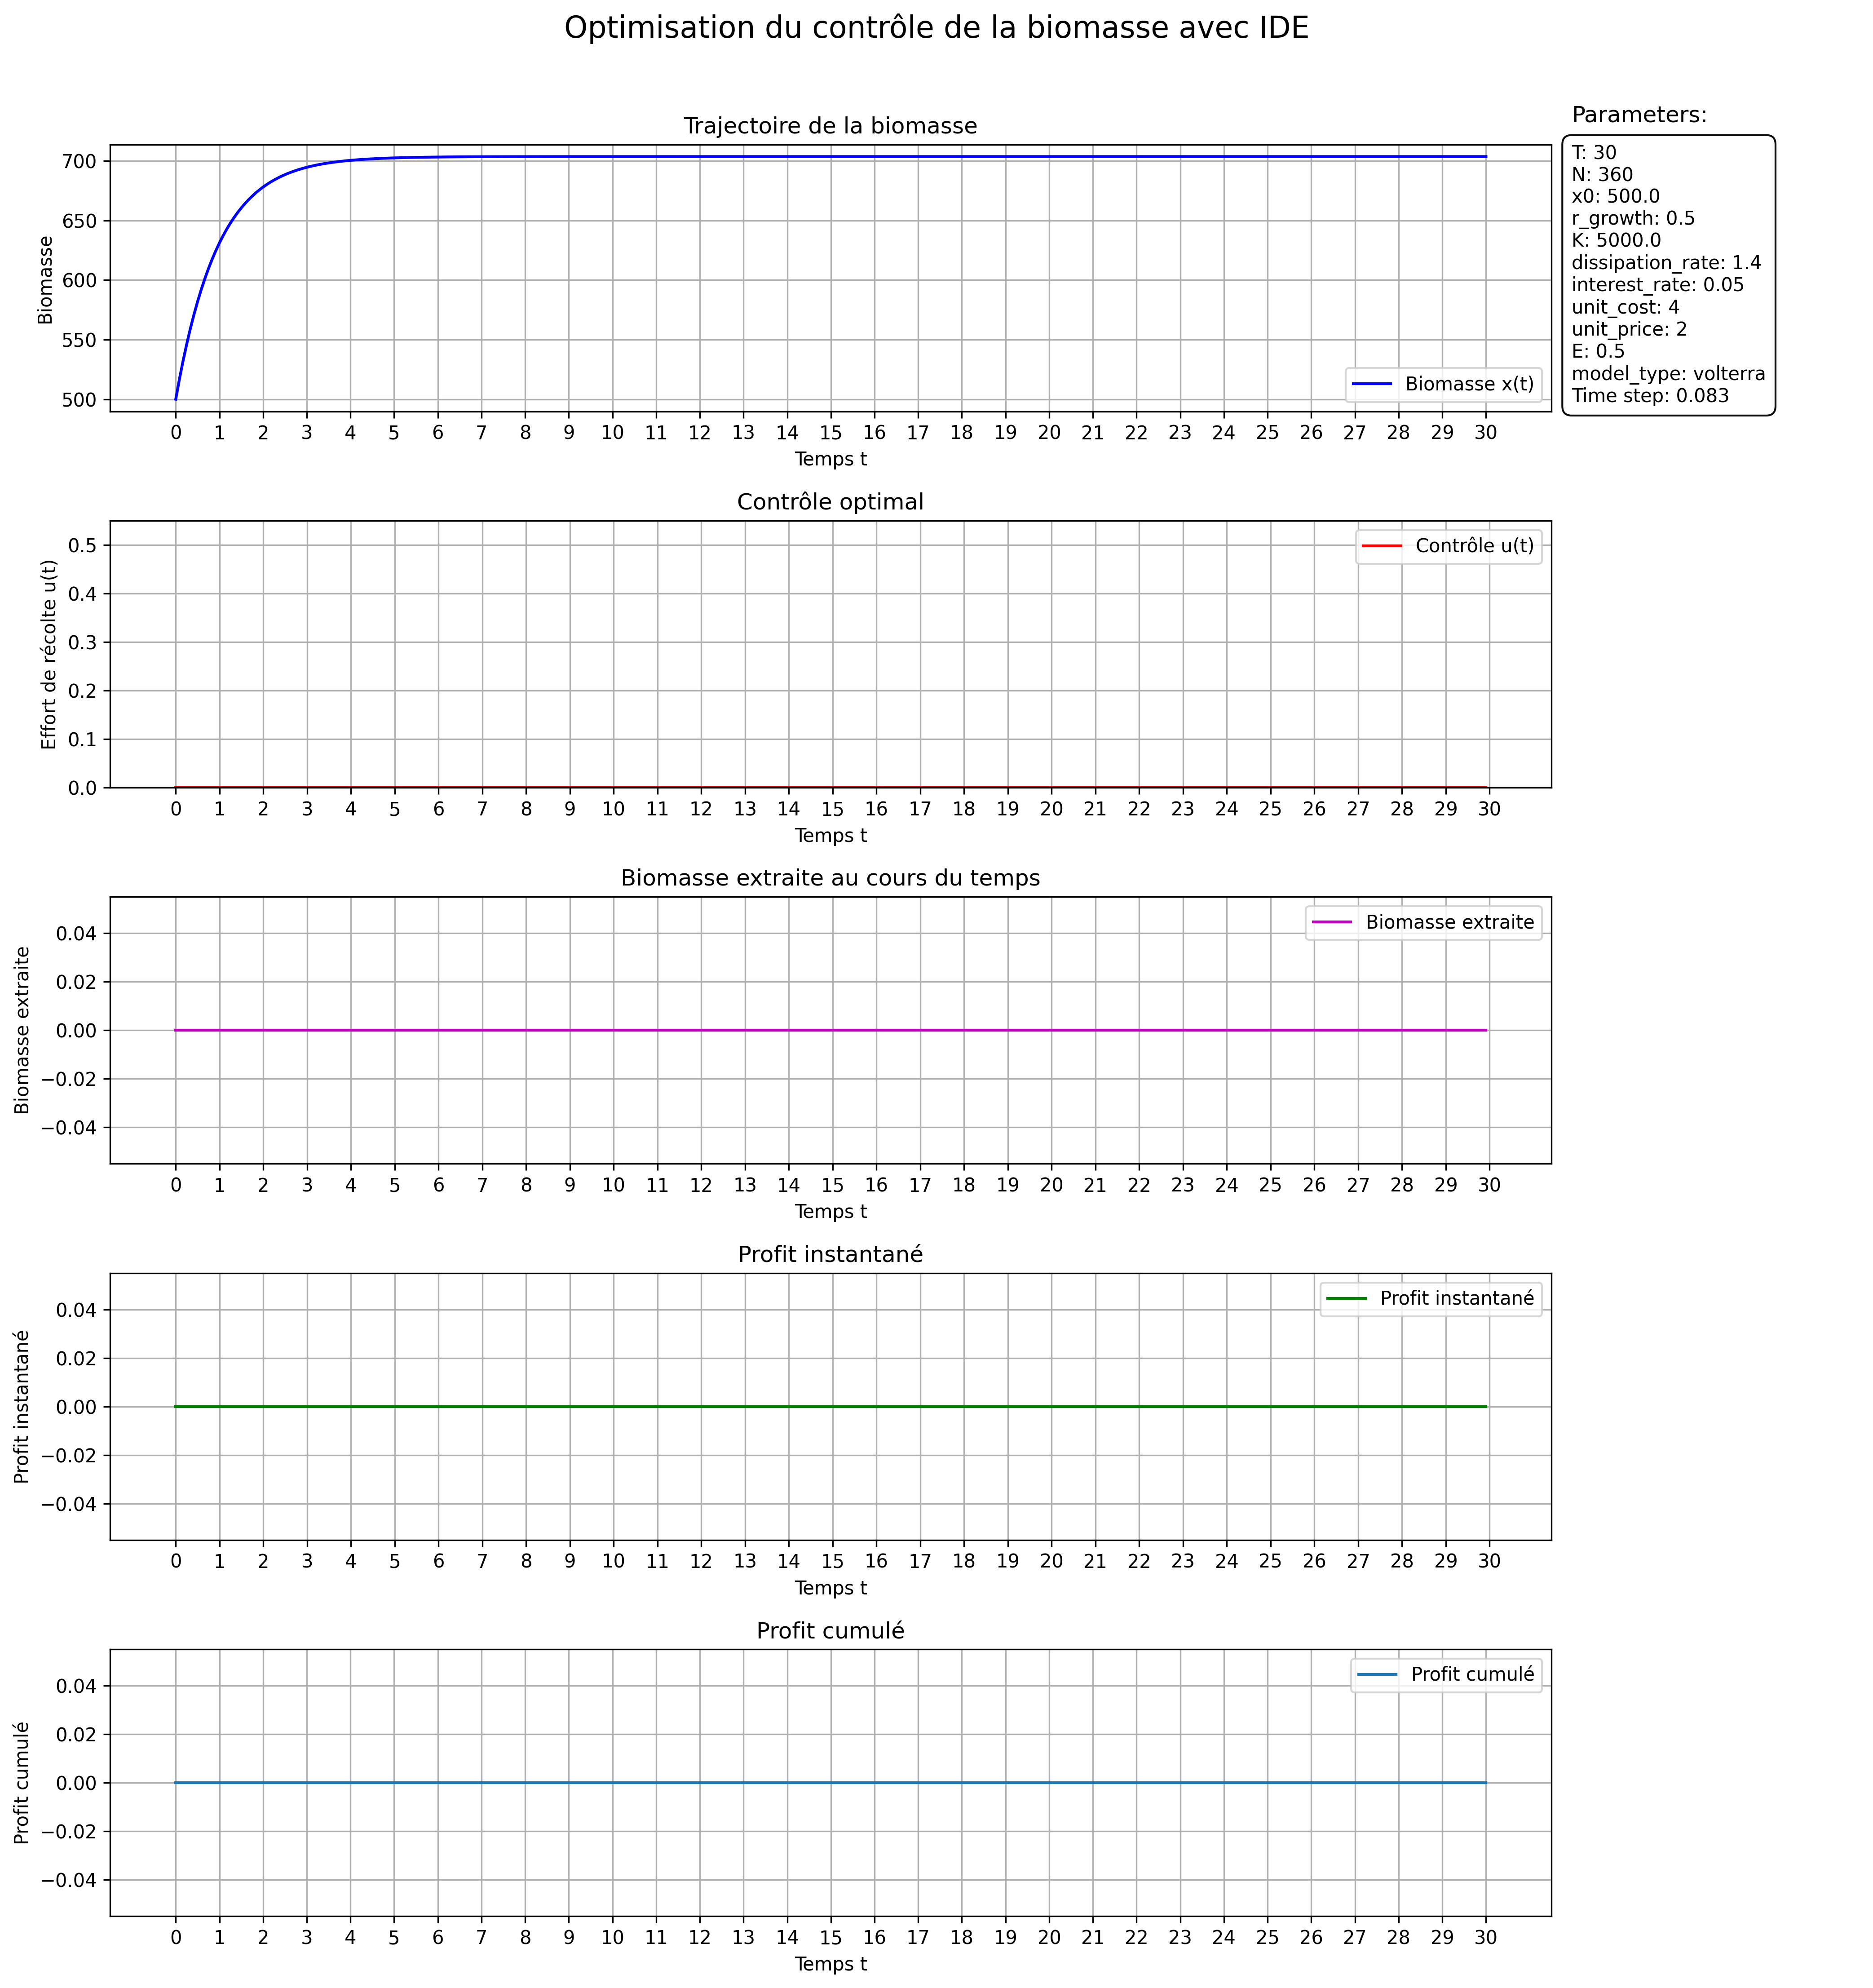 Optimisation du contrôle de la biomasse avec IDE
Trajectoire de la biomasse
Biomasse
700
650
600
550
500
Biomasse x(t)
0 1 2 3 4 5 6 7 8 9 10 11 12 13 14 15 16 17 18 19 20 21 22 23 24 25 26 27 28 29 30
Temps t
Parameters:
T: 30
N: 360
x0: 500.0
r_growth: 0.5
K: 5000.0
dissipation_rate: 1.4
interest_rate: 0.05
unit_cost: 4
unit_price: 2
E: 0.5
model_type: volterra
Time step: 0.083
Contrôle optimal
Effort de récolte u(t)
0.5
0.4
0.3
0.2
0.1
0.0
Contrôle u(t)
0 1 2 3 4 5 6 7 8 9 10 11 12 13 14 15 16 17 18 19 20 21 22 23 24 25 26 27 28 29 30
Temps t
Biomasse extraite au cours du temps
Biomasse extraite
0.04
0.02
0.00
−0.02
−0.04
Biomasse extraite
0 1 2 3 4 5 6 7 8 9 10 11 12 13 14 15 16 17 18 19 20 21 22 23 24 25 26 27 28 29 30
Temps t
Profit instantané
Profit instantané
0.04
0.02
0.00
−0.02
−0.04
Profit instantané
0 1 2 3 4 5 6 7 8 9 10 11 12 13 14 15 16 17 18 19 20 21 22 23 24 25 26 27 28 29 30
Temps t
Profit cumulé
Profit cumulé
0.04
0.02
0.00
−0.02
−0.04
Profit cumulé
0 1 2 3 4 5 6 7 8 9 10 11 12 13 14 15 16 17 18 19 20 21 22 23 24 25 26 27 28 29 30
Temps t